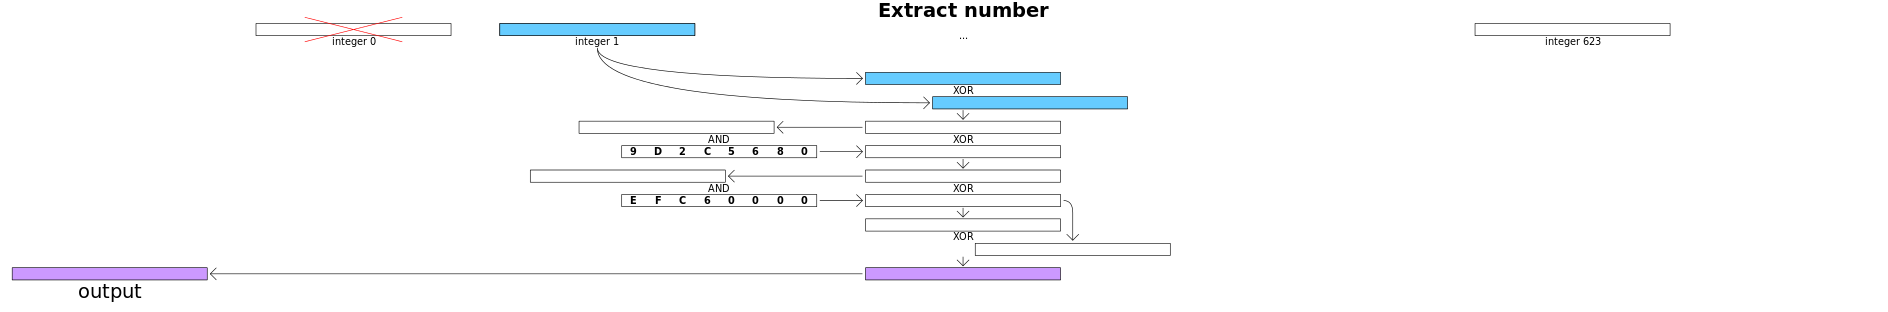 Extract number
integer 0
integer 1
...
integer 623
XOR
AND
XOR
9 D 2 C 5 6 8 0
AND
XOR
E F C 6 0 0 0 0
XOR
output